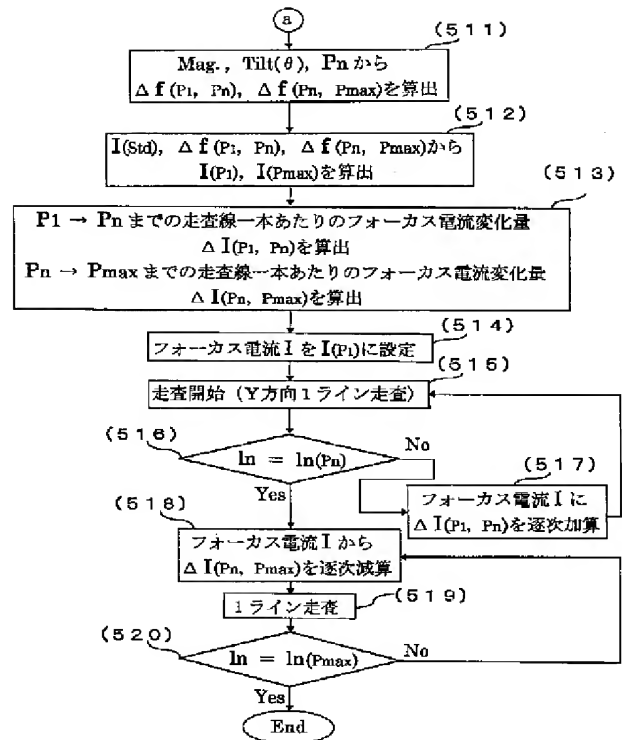 a
(511)
Mag., Tilt(θ), Pnから
Δf(P1, Pn), Δf(Pn, Pmax)を算出
(512)
I(Std), Δf(P1, Pn), Δf(Pn, Pmax)から
I(P1), I(Pmax)を算出
(513)
P1 → Pnまでの走査線一本あたりのフォーカス電流変化量
ΔI(P1, Pn)を算出
Pn → Pmaxまでの走査線一本あたりのフォーカス電流変化量
ΔI(Pn, Pmax)を算出
(514)
フォーカス電流IをI(P1)に設定
(515)
走査開始（Y方向1ライン走査）
(516)
ln = ln(Pn)
No
Yes
(517)
フォーカス電流Iに
ΔI(P1, Pn)を逐次加算
(518)
フォーカス電流Iから
ΔI(Pn, Pmax)を逐次減算
(519)
1ライン走査
(520)
ln = ln(Pmax)
No
Yes
End